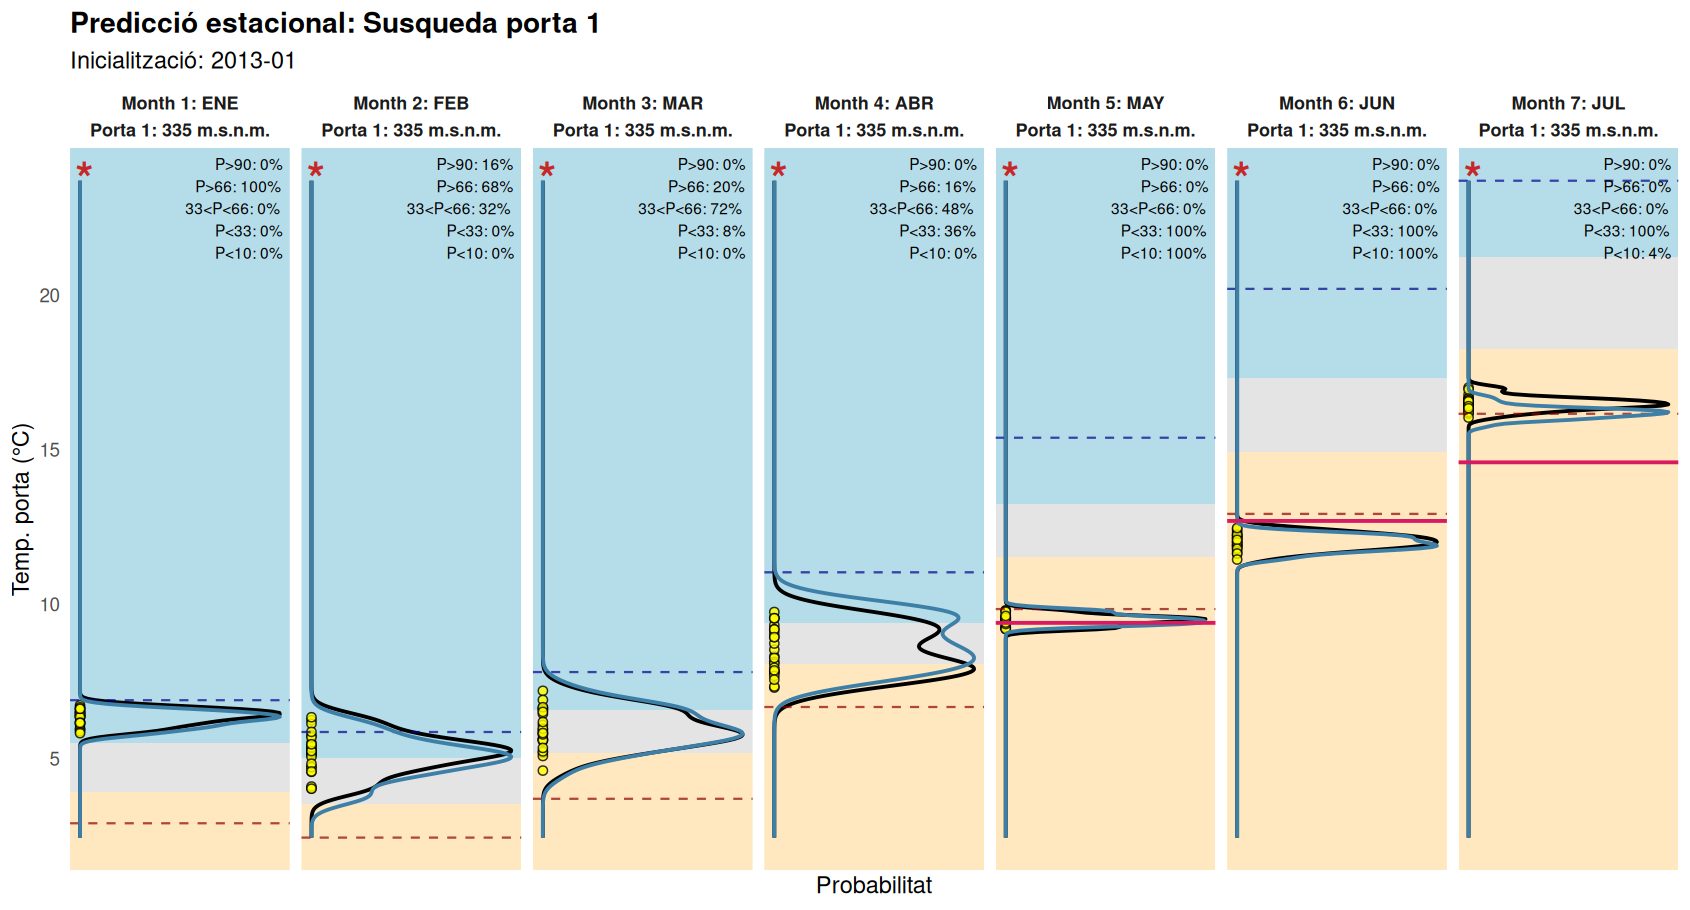 Predicció estacional: Susqueda porta 1
Inicialització: 2013-01
Month 1: ENE
Porta 1: 335 m.s.n.m.
Month 2: FEB
Porta 1: 335 m.s.n.m.
Month 3: MAR
Porta 1: 335 m.s.n.m.
Month 4: ABR
Porta 1: 335 m.s.n.m.
Month 5: MAY
Porta 1: 335 m.s.n.m.
Month 6: JUN
Porta 1: 335 m.s.n.m.
Month 7: JUL
Porta 1: 335 m.s.n.m.
*
P>90: 0%
P>66: 100%
33<P<66: 0%
P<33: 0%
P<10: 0%
*
P>90: 16%
P>66: 68%
33<P<66: 32%
P<33: 0%
P<10: 0%
*
P>90: 0%
P>66: 20%
33<P<66: 72%
P<33: 8%
P<10: 0%
*
P>90: 0%
P>66: 16%
33<P<66: 48%
P<33: 36%
P<10: 0%
*
P>90: 0%
P>66: 0%
33<P<66: 0%
P<33: 100%
P<10: 100%
*
P>90: 0%
P>66: 0%
33<P<66: 0%
P<33: 100%
P<10: 100%
*
P>90: 0%
P>66: 0%
33<P<66: 0%
P<33: 100%
P<10: 4%
Temp. porta (°C)
20
15
10
5
Probabilitat